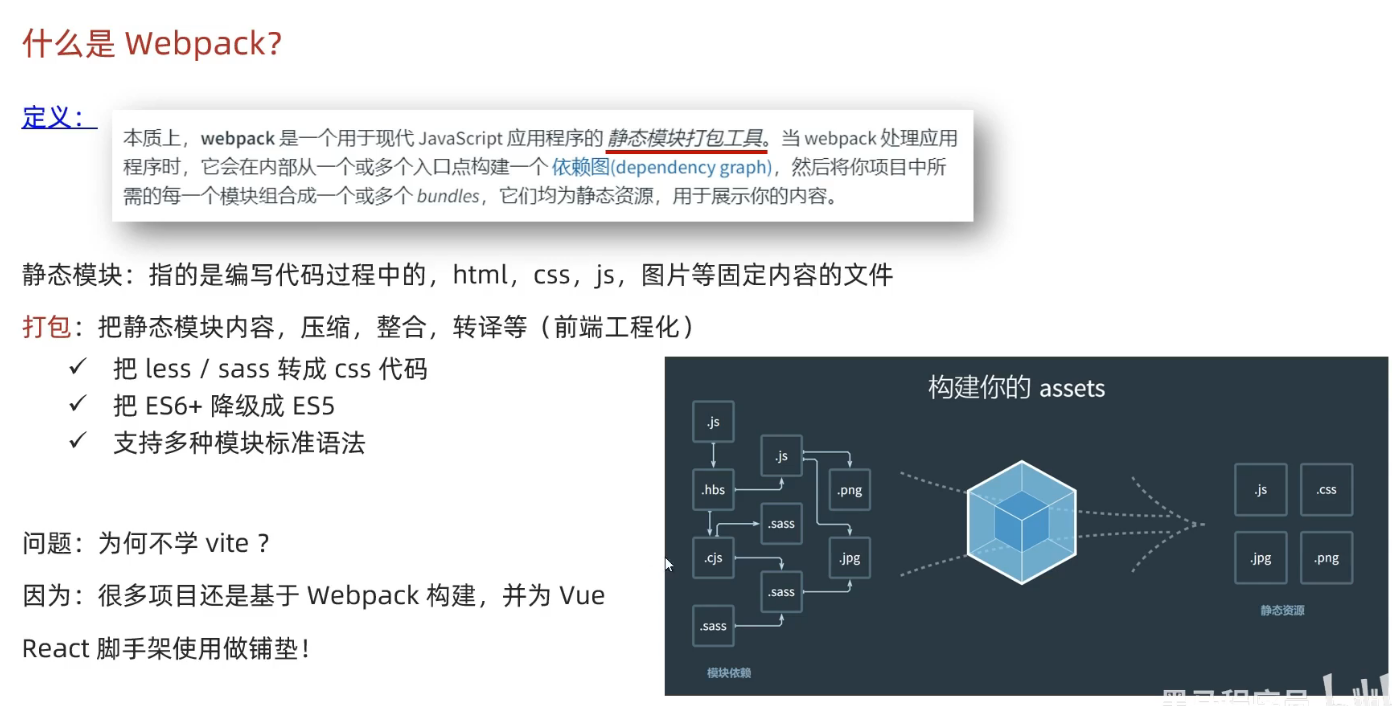 什么是 Webpack？
定义：
本质上，webpack 是一个用于现代 JavaScript 应用程序的 静态模块打包工具。当 webpack 处理应用
程序时，它会在内部从一个或多个入口点构建一个 依赖图(dependency graph)，然后将你项目中所
需的每一个模块组合成一个或多个 bundles，它们均为静态资源，用于展示你的内容。
静态模块：指的是编写代码过程中的，html，css，js，图片等固定内容的文件
打包：把静态模块内容，压缩，整合，转译等（前端工程化）
✓ 把 less / sass 转成 css 代码
✓ 把 ES6+ 降级成 ES5
✓ 支持多种模块标准语法
问题：为何不学 vite ？
因为：很多项目还是基于 Webpack 构建，并为 Vue
React 脚手架使用做铺垫！
构建你的 assets
.js
.js
.hbs
.png
.sass
.cjs
.jpg
.sass
.sass
模块依赖
.js .css
.jpg .png
静态资源